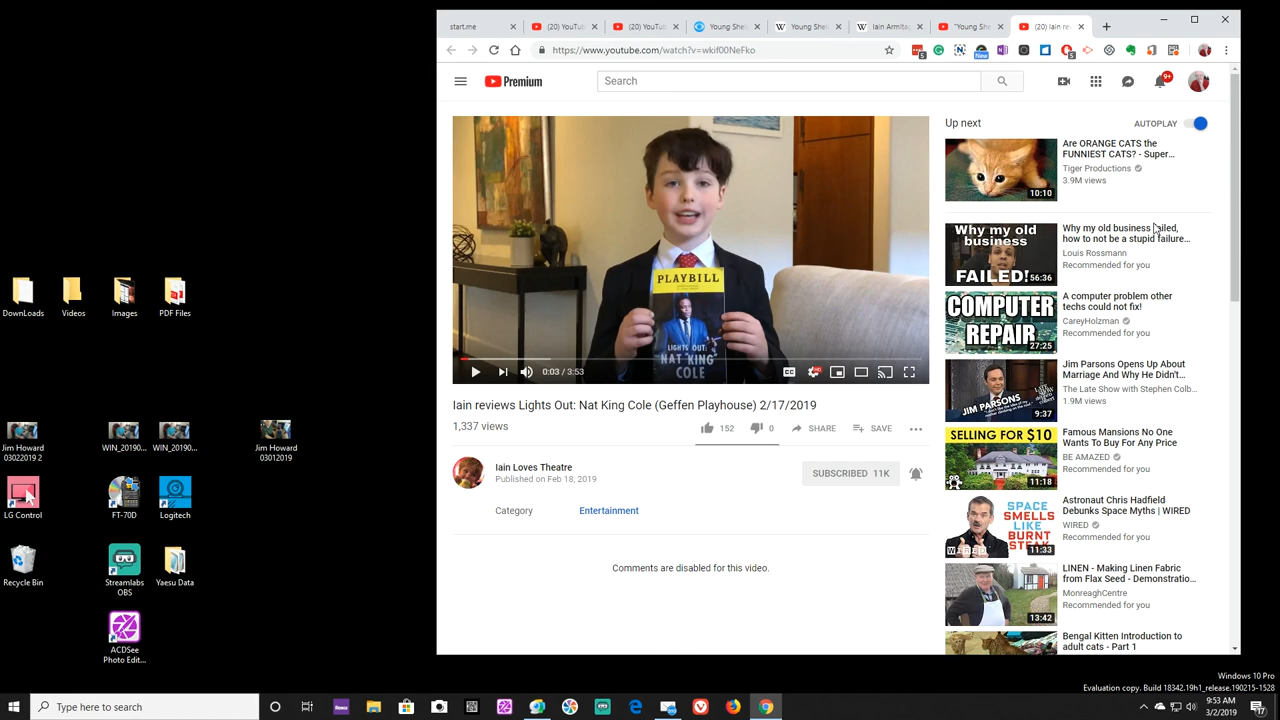 start.me
(20) YouTub
(20) YouTub
Young Shel
Young Shel
Iain Armita
"Young She
(20) Iain re
https://www.youtube.com/watch?v=wkif00NeFko
5
New
5
Premium
Search
9+
PLAYBILL
LIGHTS OUT:
NAT KING
COLE
0:03 / 3:53
CC
HD
Iain reviews Lights Out: Nat King Cole (Geffen Playhouse) 2/17/2019
1,337 views
152
0
SHARE
SAVE
Iain Loves Theatre
Published on Feb 18, 2019
SUBSCRIBED 11K
Category
Entertainment
Comments are disabled for this video.
Up next
AUTOPLAY
10:10
Are ORANGE CATS the
FUNNIEST CATS? - Super...
Tiger Productions
3.9M views
Why my old
business
FAILED!
56:36
Why my old business failed,
how to not be a stupid failure...
Louis Rossmann
Recommended for you
COMPUTER
REPAIR
27:25
A computer problem other
techs could not fix!
CareyHolzman
Recommended for you
JIM PARSONS
LATE
9:37
Jim Parsons Opens Up About
Marriage And Why He Didn't...
The Late Show with Stephen Colb...
1.9M views
SELLING FOR $10
11:18
Famous Mansions No One
Wants To Buy For Any Price
BE AMAZED
Recommended for you
SPACE
SMELLS
LIKE
BURNT
STEAK
WIRED
11:33
Astronaut Chris Hadfield
Debunks Space Myths | WIRED
WIRED
Recommended for you
13:42
LINEN - Making Linen Fabric
from Flax Seed - Demonstratio...
MonreaghCentre
Recommended for you
Bengal Kitten Introduction to
adult cats - Part 1
DownLoads
Videos
Images
PDF Files
Jim Howard
03022019 2
WIN_20190...
WIN_20190...
Jim Howard
03012019
LG Control
FT-70D
Logitech
Recycle Bin
Streamlabs
OBS
Yaesu Data
ACDSee
Photo Edit...
Windows 10 Pro
Evaluation copy. Build 18342.19h1_release.190215-1528
Type here to search
Roku
9:53 AM
3/2/2019
17